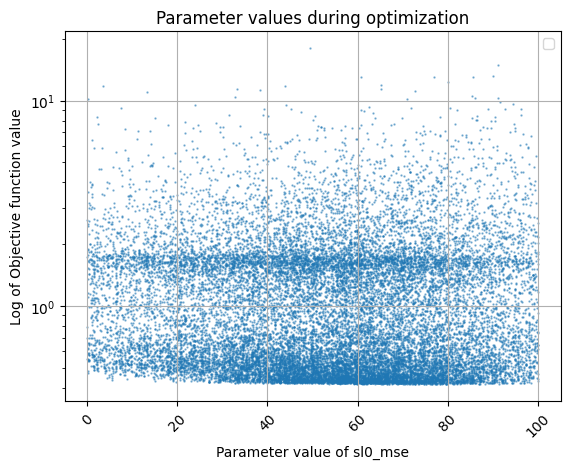 Parameter values during optimization
Log of Objective function value
10¹
10⁰
0
20
40
60
80
100
Parameter value of sl0_mse